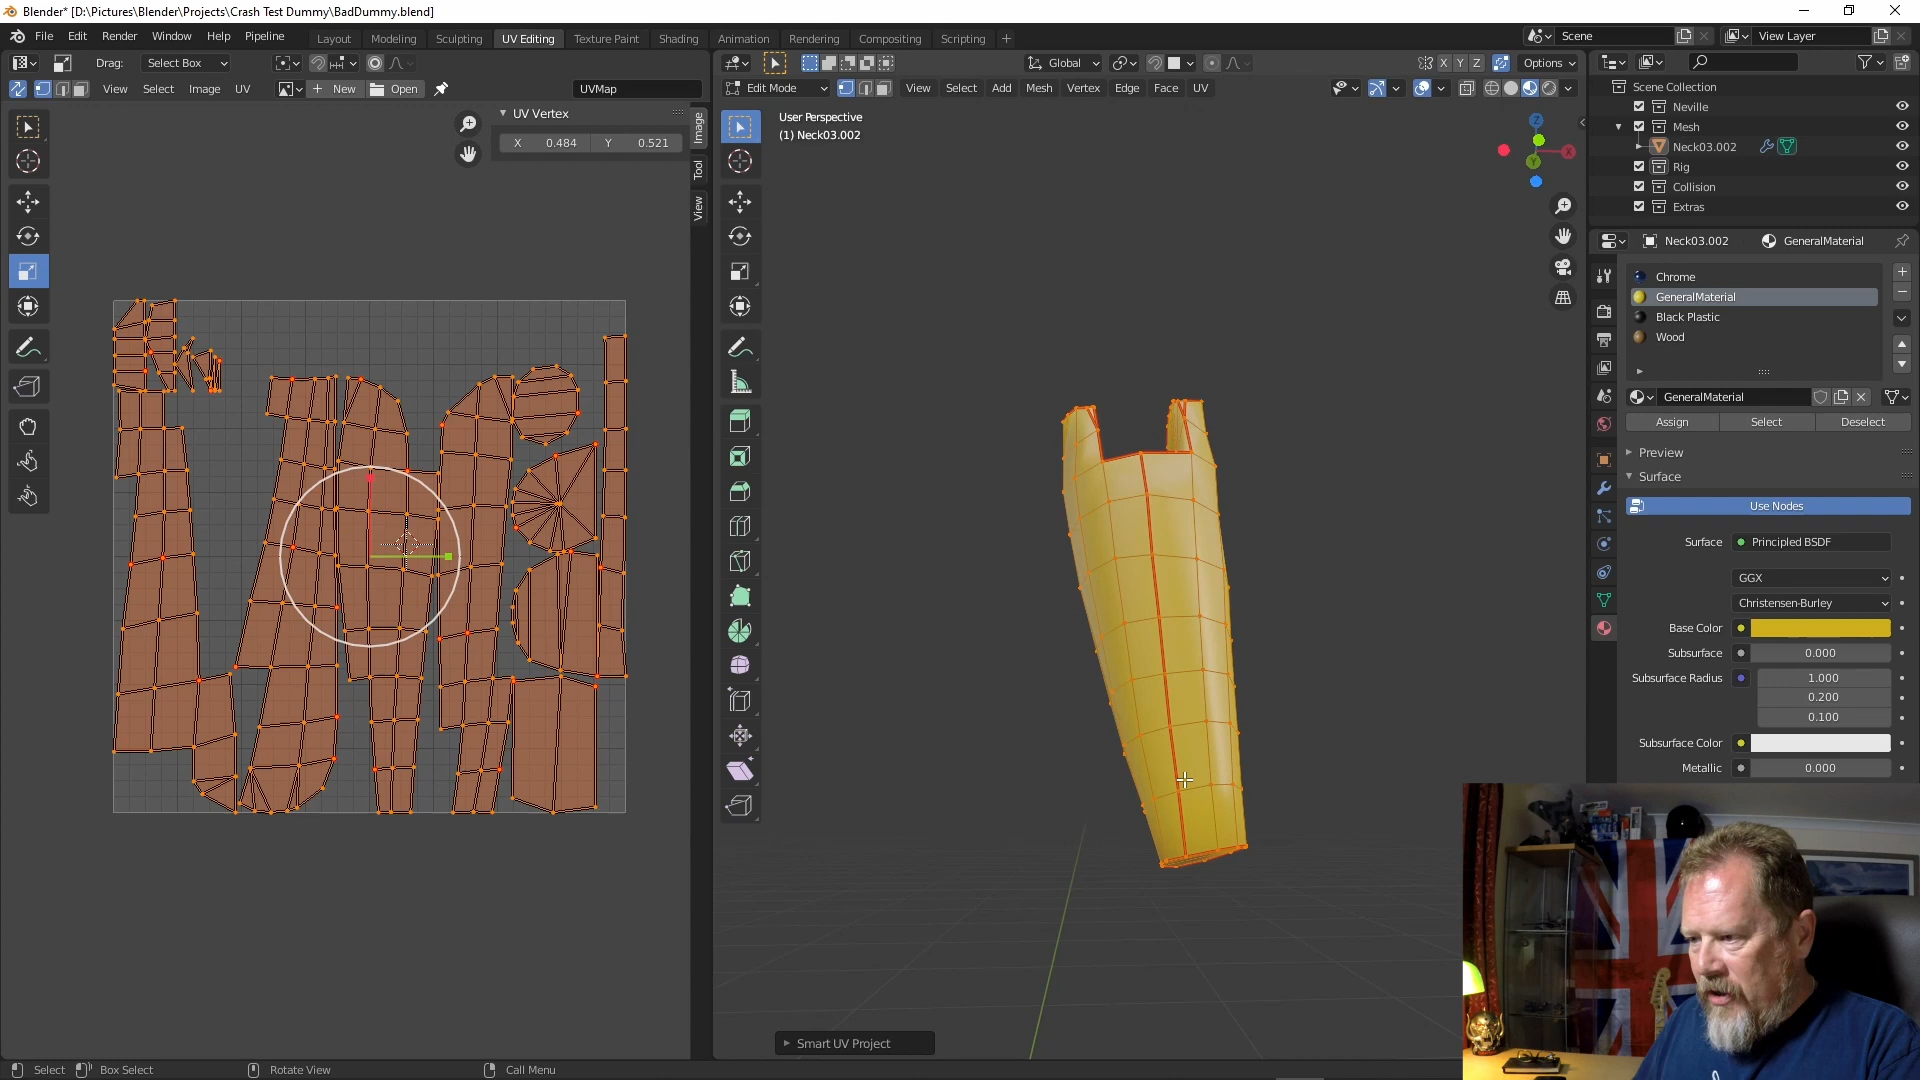 Blender* [D:\Pictures\Blender\Projects\Crash Test Dummy\BadDummy.blend]
File Edit Render Window Help Pipeline
Layout Modeling Sculpting UV Editing Texture Paint Shading Animation Rendering Compositing Scripting +
Scene
View Layer
Drag: Select Box
Global
X Y Z
Options
View Select Image UV
New
Open
UVMap
Edit Mode
View Select Add Mesh Vertex Edge Face UV
UV Vertex
X 0.484 Y 0.521
Image
Tool
View
User Perspective
(1) Neck03.002
Z
X
Y
Smart UV Project
Scene Collection
Neville
Mesh
Neck03.002
Rig
Collision
Extras
Neck03.002
GeneralMaterial
Chrome
GeneralMaterial
Black Plastic
Wood
GeneralMaterial
Assign Select Deselect
Preview
Surface
Use Nodes
Surface Principled BSDF
GGX
Christensen-Burley
Base Color
Subsurface 0.000
Subsurface Radius 1.000
0.200
0.100
Subsurface Color
Metallic 0.000
Select Box Select Rotate View Call Menu